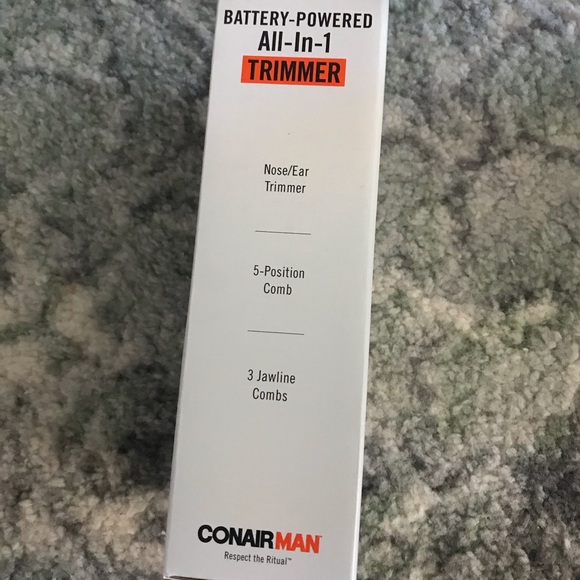 BATTERY-POWERED
All-In-1
TRIMMER
Nose/Ear
Trimmer
5-Position
Comb
3 Jawline
Combs
CONAIRMAN
Respect the Ritual™